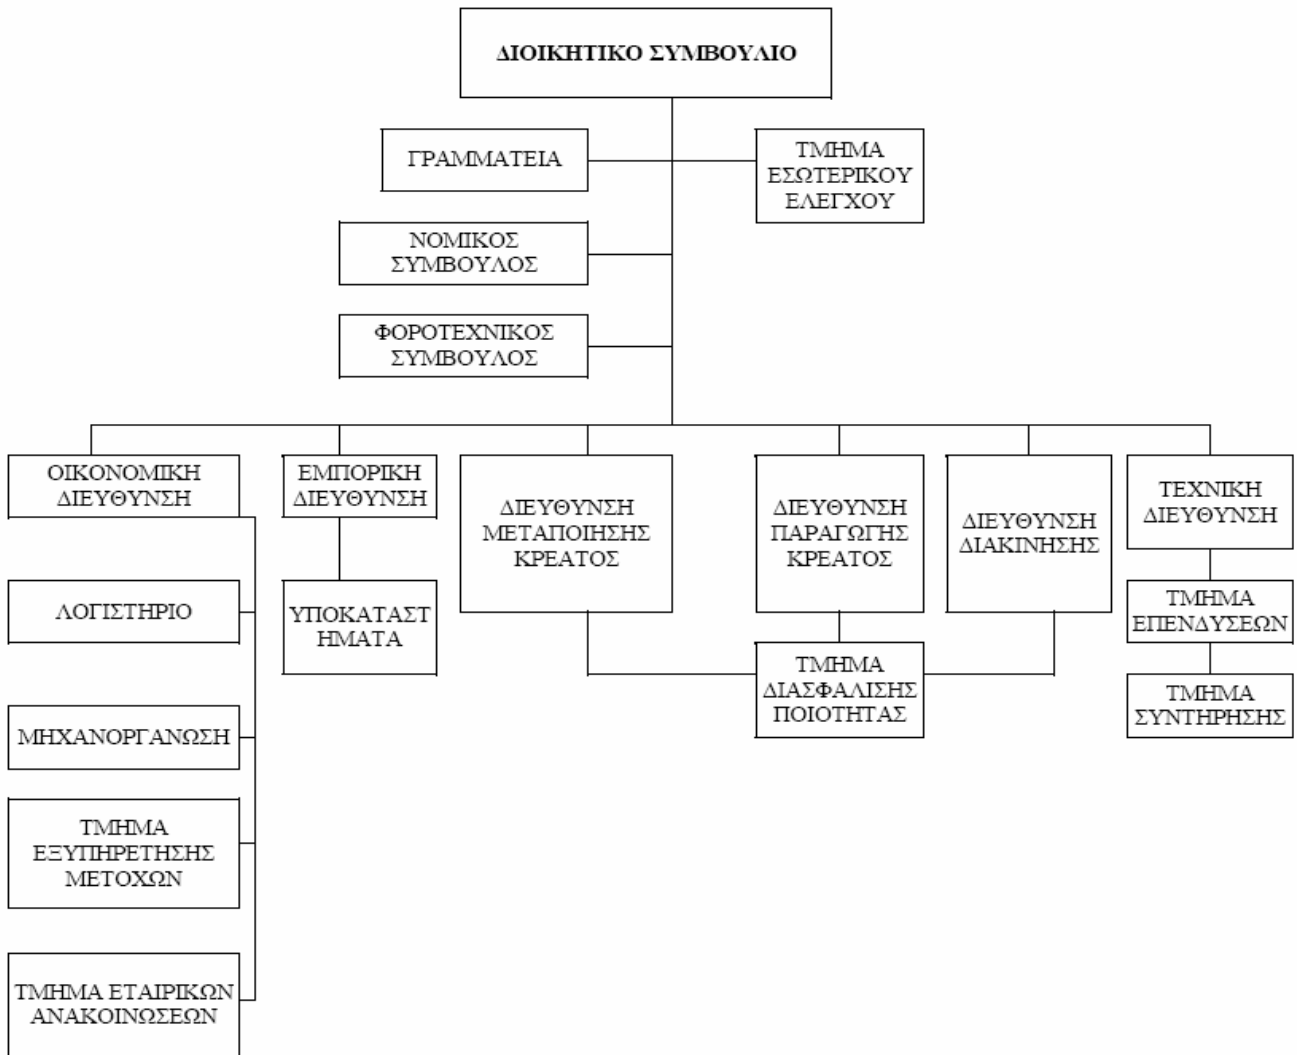 ΔΙΟΙΚΗΤΙΚΟ ΣΥΜΒΟΥΛΙΟ
ΓΡΑΜΜΑΤΕΙΑ
ΤΜΗΜΑ
ΕΣΩΤΕΡΙΚΟΥ
ΕΛΕΓΧΟΥ
ΝΟΜΙΚΟΣ
ΣΥΜΒΟΥΛΟΣ
ΦΟΡΟΤΕΧΝΙΚΟΣ
ΣΥΜΒΟΥΛΟΣ
ΟΙΚΟΝΟΜΙΚΗ
ΔΙΕΥΘΥΝΣΗ
ΕΜΠΟΡΙΚΗ
ΔΙΕΥΘΥΝΣΗ
ΔΙΕΥΘΥΝΣΗ
ΜΕΤΑΠΟΙΗΣΗΣ
ΚΡΕΑΤΟΣ
ΔΙΕΥΘΥΝΣΗ
ΠΑΡΑΓΩΓΗΣ
ΚΡΕΑΤΟΣ
ΔΙΕΥΘΥΝΣΗ
ΔΙΑΚΙΝΗΣΗΣ
ΤΕΧΝΙΚΗ
ΔΙΕΥΘΥΝΣΗ
ΛΟΓΙΣΤΗΡΙΟ
ΥΠΟΚΑΤΑΣΤ
ΗΜΑΤΑ
ΤΜΗΜΑ
ΕΠΕΝΔΥΣΕΩΝ
ΤΜΗΜΑ
ΔΙΑΣΦΑΛΙΣΗΣ
ΠΟΙΟΤΗΤΑΣ
ΤΜΗΜΑ
ΣΥΝΤΗΡΗΣΗΣ
ΜΗΧΑΝΟΡΓΑΝΩΣΗ
ΤΜΗΜΑ
ΕΞΥΠΗΡΕΤΗΣΗΣ
ΜΕΤΟΧΩΝ
ΤΜΗΜΑ ΕΤΑΙΡΙΚΩΝ
ΑΝΑΚΟΙΝΩΣΕΩΝ